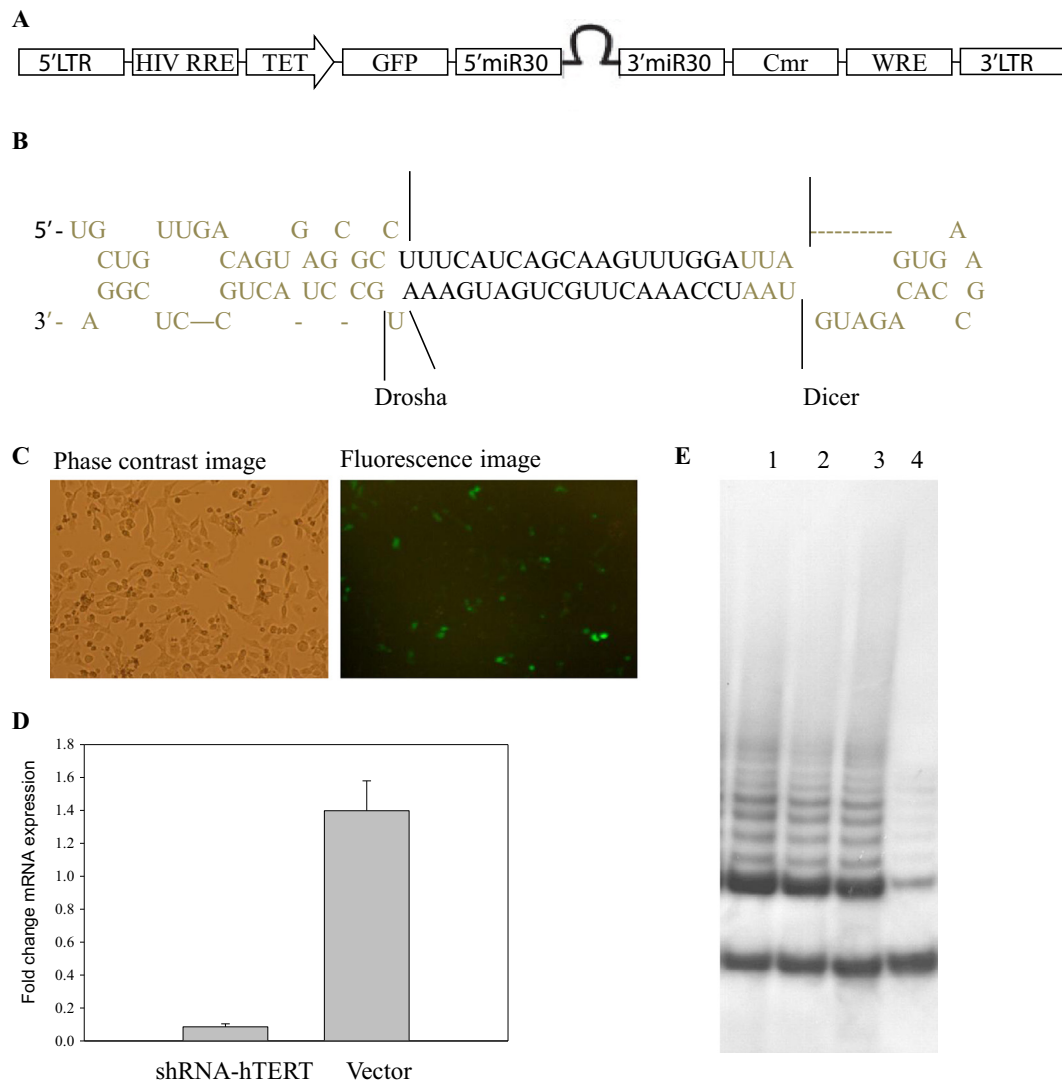 A
5'LTR HIV RRE TET GFP 5'miR30 3'miR30 Cmr WRE 3'LTR
B
5'- UG UUGA G C C ---------- A
CUG CAGU AG GC UUUCAUCAGCAAGUUUGGAUUA GUG A
GGC GUCA UC CG AAAGUAGUCGUUCAAACCUAAU CAC G
3'- A UC—C - - U GUAGA C
Drosha Dicer
C
Phase contrast image Fluorescence image
D
Fold change mRNA expression
1.8
1.6
1.4
1.2
1.0
0.8
0.6
0.4
0.2
0.0
shRNA-hTERT Vector
E
1 2 3 4